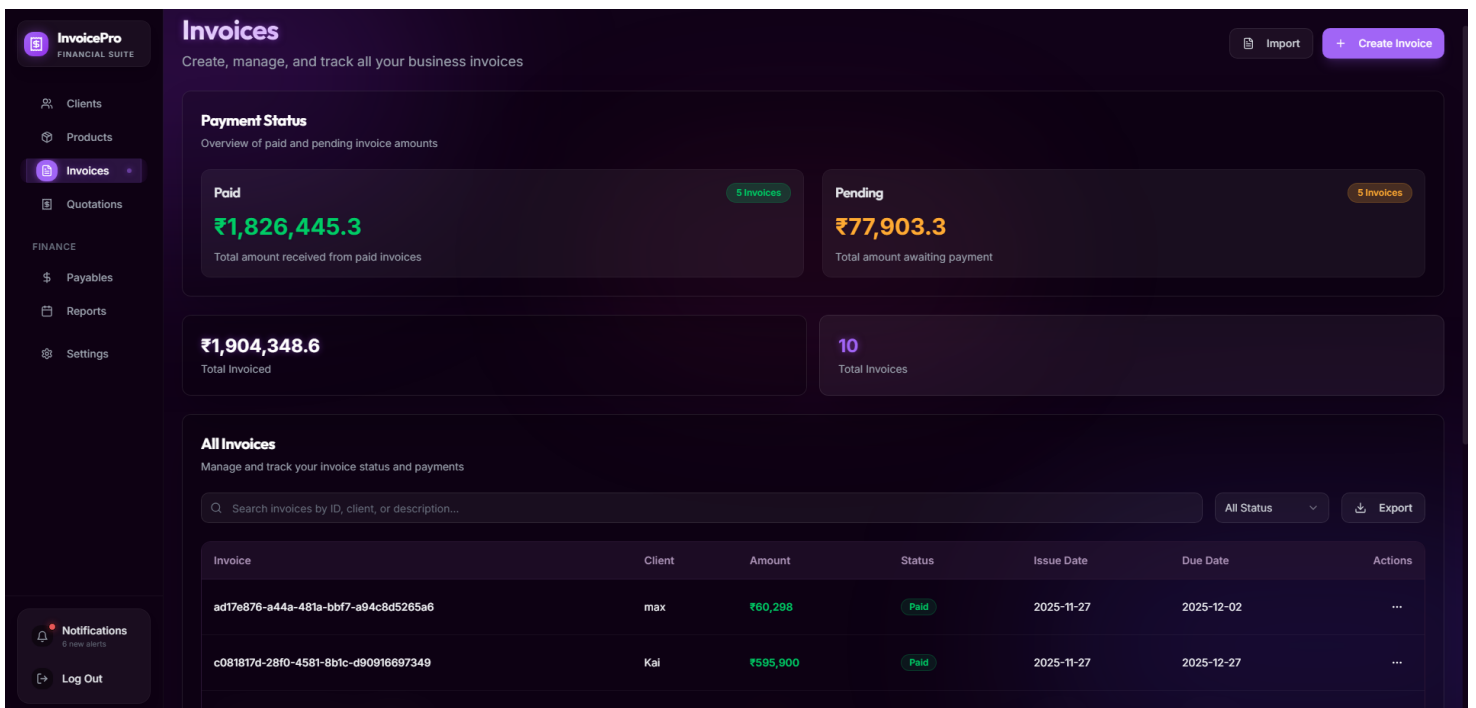 InvoicePro
FINANCIAL SUITE
Clients
Products
Invoices
Quotations
FINANCE
Payables
Reports
Settings
Notifications
6 new alerts
Log Out
Invoices
Create, manage, and track all your business invoices
Import
+ Create Invoice
Payment Status
Overview of paid and pending invoice amounts
Paid
5 Invoices
₹1,826,445.3
Total amount received from paid invoices
Pending
5 Invoices
₹77,903.3
Total amount awaiting payment
₹1,904,348.6
Total Invoiced
10
Total Invoices
All Invoices
Manage and track your invoice status and payments
Search invoices by ID, client, or description...
All Status
Export
Invoice Client Amount Status Issue Date Due Date Actions
ad17e876-a44a-481a-bbf7-a94c8d5265a6 max ₹60,298 Paid 2025-11-27 2025-12-02 ...
c081817d-28f0-4581-8b1c-d90916697349 Kai ₹595,900 Paid 2025-11-27 2025-12-27 ...